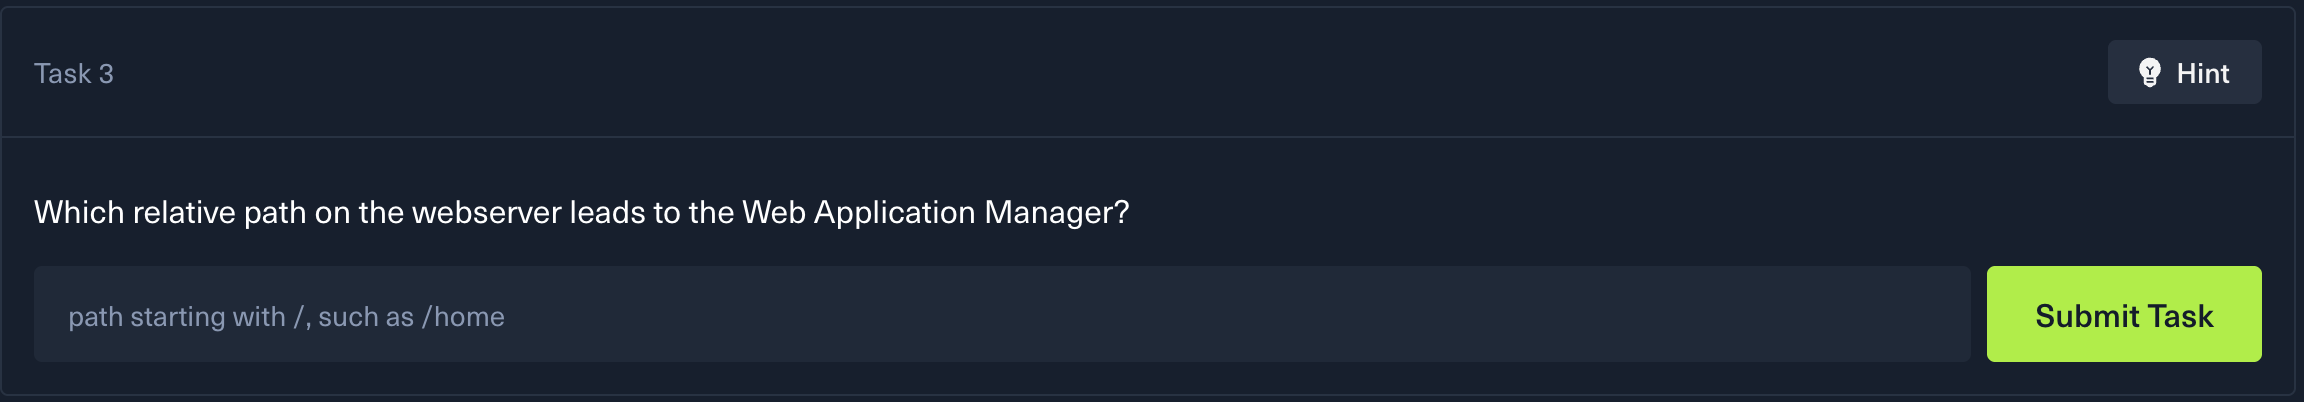 Task 3
Hint
Which relative path on the webserver leads to the Web Application Manager?
path starting with /, such as /home
Submit Task